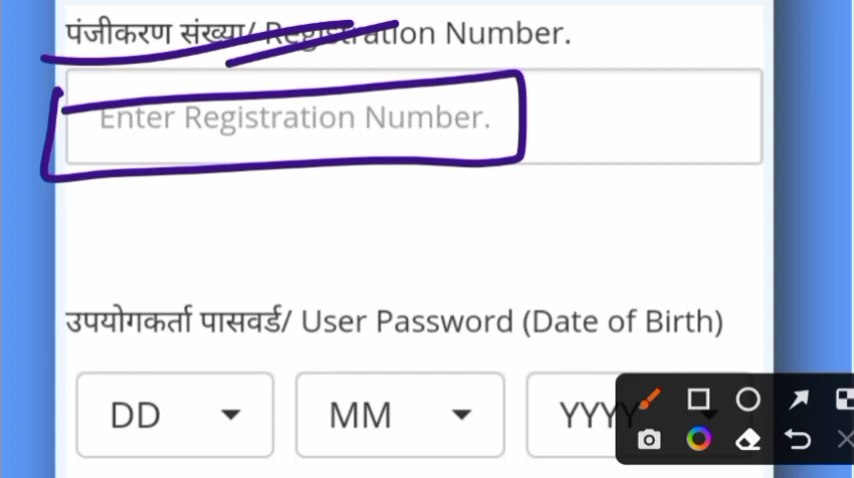 पंजीकरण संख्या/ Registration Number.
Enter Registration Number.
उपयोगकर्ता पासवर्ड/ User Password (Date of Birth)
DD MM YYYY